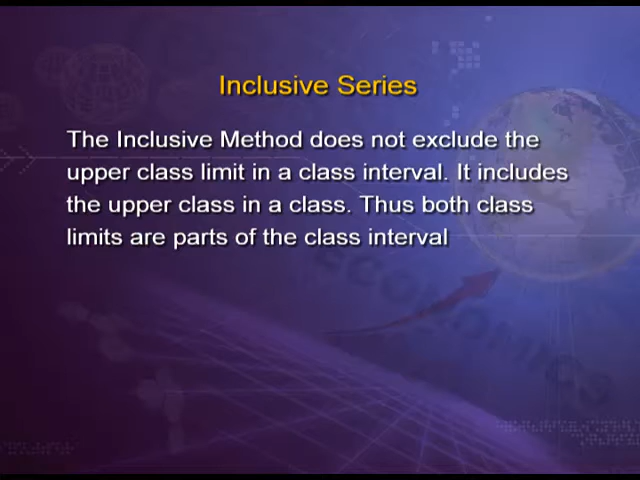 Inclusive Series
The Inclusive Method does not exclude the
upper class limit in a class interval. It includes
the upper class in a class. Thus both class
limits are parts of the class interval
ECONOMICS